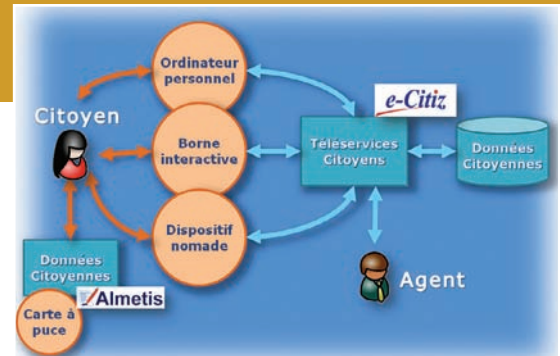 Ordinateur
personnel
Citoyen
Borne
interactive
Dispositif
nomade
e-Citiz
Téléservices
Citoyens
Données
Citoyennes
Agent
Données
Citoyennes
Almetis
Carte à
puce